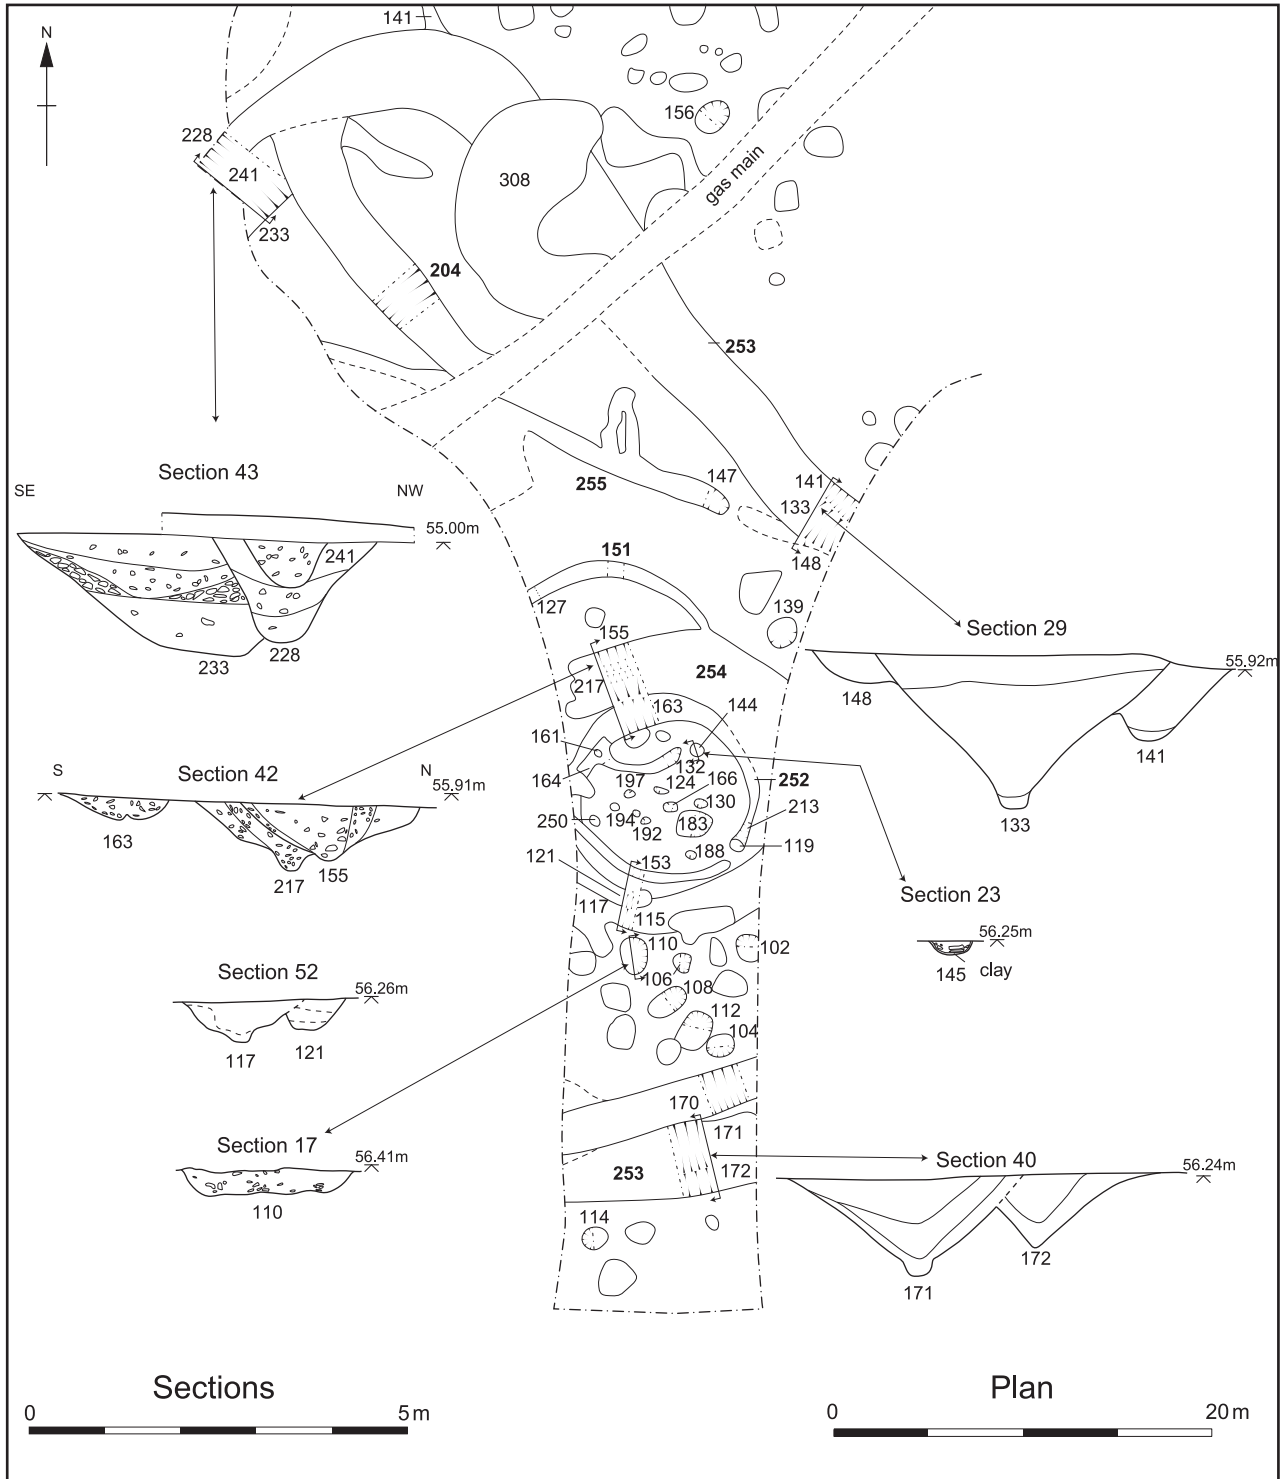 141
N
156
228
241
gas main
308
233
204
253
Section 43
SE
NW
147
141
255
133
55.00m
241
151
148
127
139
155
Section 29
233
228
254
55.92m
217
148
163
144
161
141
S
Section 42
N
132
166
252
164
197
124
55.91m
130
213
133
163
250
194
192
183
217
155
121
188
119
153
Section 23
117
115
56.25m
110
102
145
clay
Section 52
106
56.26m
108
112
104
117
121
170
171
Section 17
253
172
Section 40
56.41m
56.24m
110
114
172
171
Sections
Plan
0
5m
0
20m